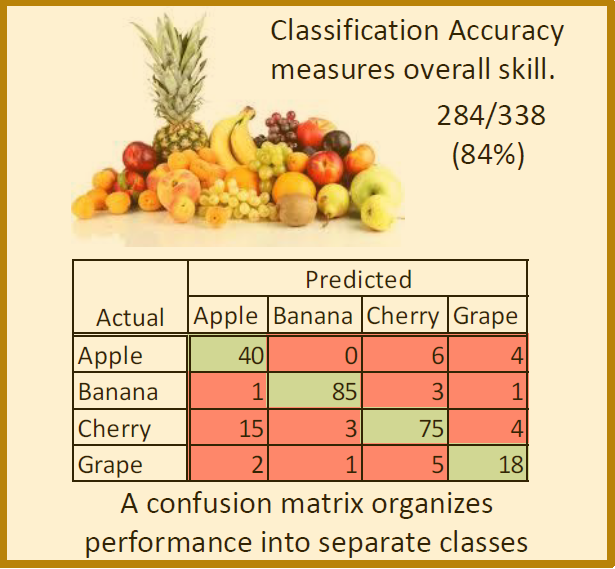 Classification Accuracy
measures overall skill.
284/338
(84%)
Predicted
Actual Apple Banana Cherry Grape
Apple 40 0 6 4
Banana 1 85 3 1
Cherry 15 3 75 4
Grape 2 1 5 18
A confusion matrix organizes
performance into separate classes